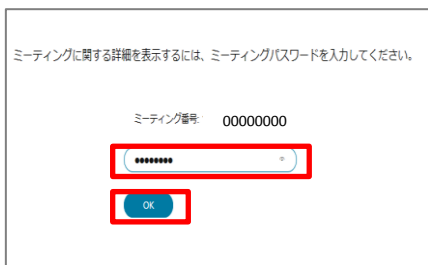 ミーティングに関する詳細を表示するには、ミーティングパスワードを入力してください。
ミーティング番号: 00000000
●●●●●●●●
OK